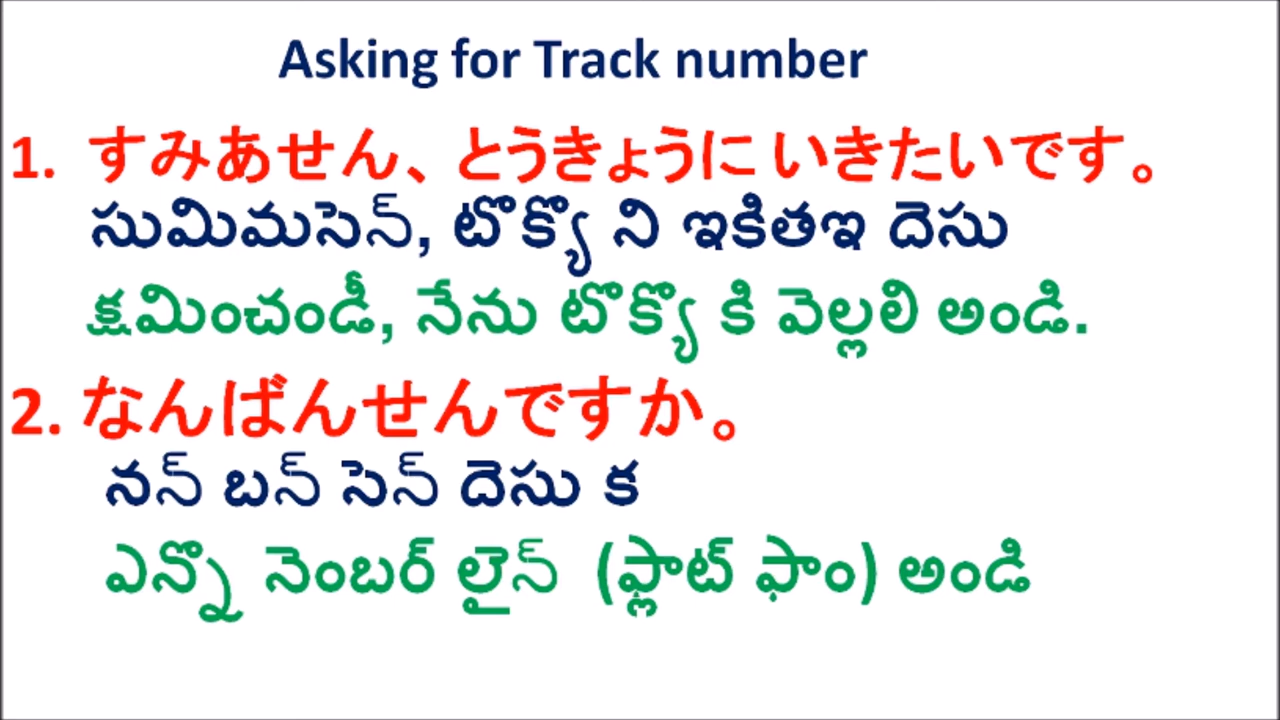 Asking for Track number
1. すみあせん、とうきょうに いきたいです。
సుమిమసెన్, టొక్యొ ని ఇకితఇ దెసు
క్షమించండీ, నేను టొక్యొ కి వెల్లలి అండి.
2. なんばんせんですか。
నన్ బన్ సెన్ దెసు క
ఎన్నొ నెంబర్ లైన్ (ఫ్లాట్ ఫాం) అండి